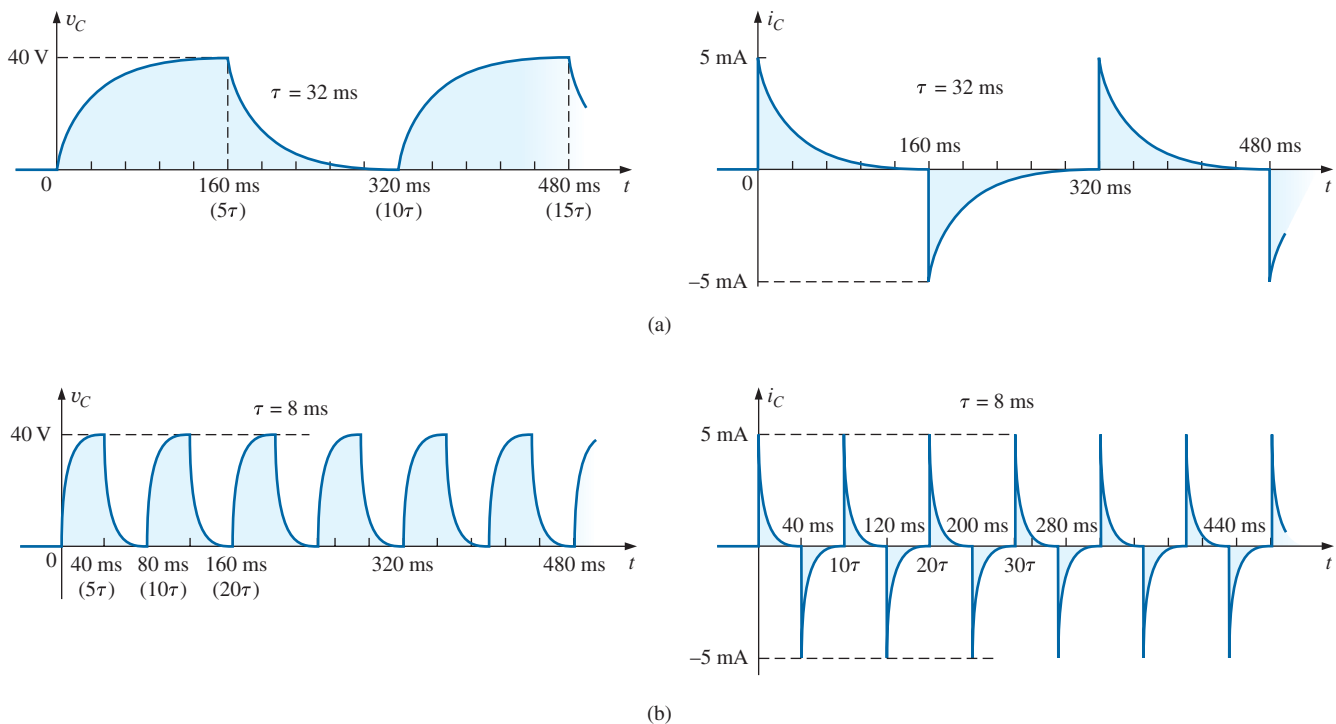 v_C
40 V
τ = 32 ms
0
160 ms
320 ms
480 ms
t
(5τ)
(10τ)
(15τ)
i_C
5 mA
τ = 32 ms
160 ms
480 ms
0
320 ms
t
–5 mA
(a)
v_C
τ = 8 ms
40 V
0
40 ms
80 ms
160 ms
320 ms
480 ms
t
(5τ)
(10τ)
(20τ)
i_C
τ = 8 ms
5 mA
40 ms
120 ms
200 ms
280 ms
440 ms
0
10τ
20τ
30τ
t
–5 mA
(b)